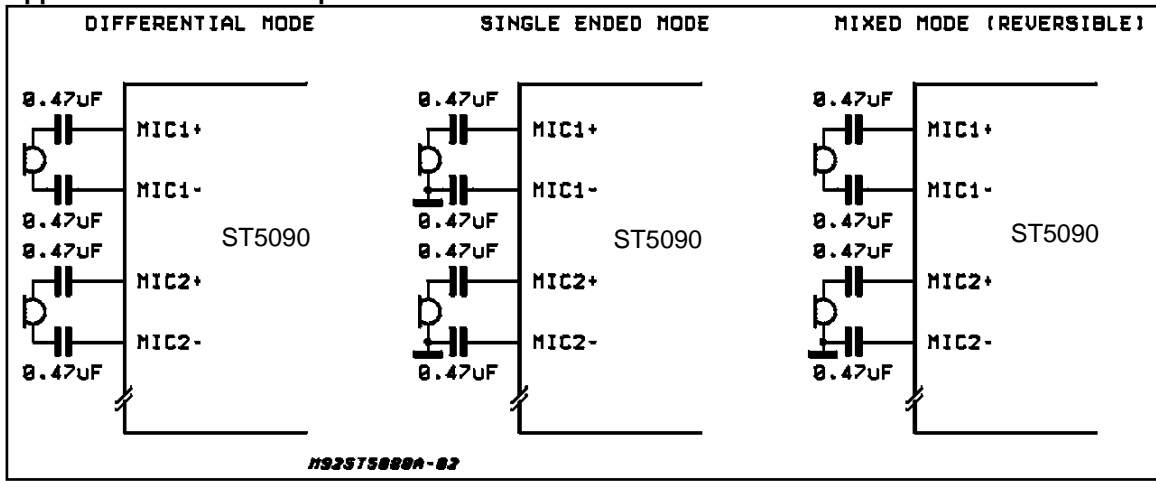 DIFFERENTIAL MODE
SINGLE ENDED MODE
MIXED MODE (REVERSIBLE)
0.47uF
MIC1+
MIC1-
0.47uF
ST5090
0.47uF
MIC2+
MIC2-
0.47uF
0.47uF
MIC1+
MIC1-
0.47uF
ST5090
0.47uF
MIC2+
MIC2-
0.47uF
0.47uF
MIC1+
MIC1-
0.47uF
ST5090
0.47uF
MIC2+
MIC2-
0.47uF
M92ST5080A-02